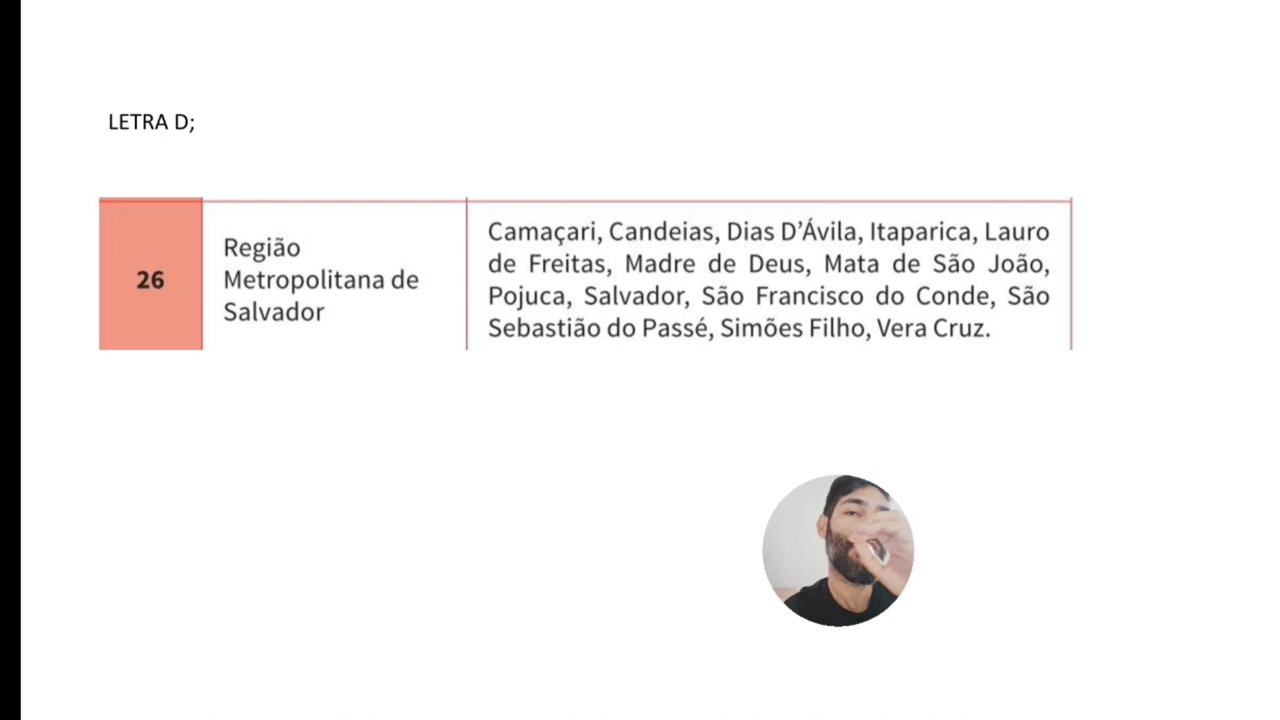 LETRA D;
26
Região
Metropolitana de
Salvador
Camaçari, Candeias, Dias D’Ávila, Itaparica, Lauro
de Freitas, Madre de Deus, Mata de São João,
Pojuca, Salvador, São Francisco do Conde, São
Sebastião do Passé, Simões Filho, Vera Cruz.